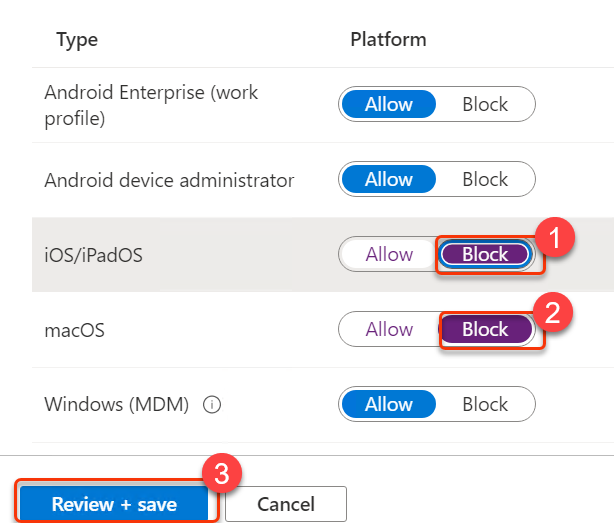 Type Platform
Android Enterprise (work
profile)
Allow Block
Android device administrator Allow Block
iOS/iPadOS Allow Block 1
macOS Allow Block 2
Windows (MDM) i Allow Block
3
Review + save Cancel